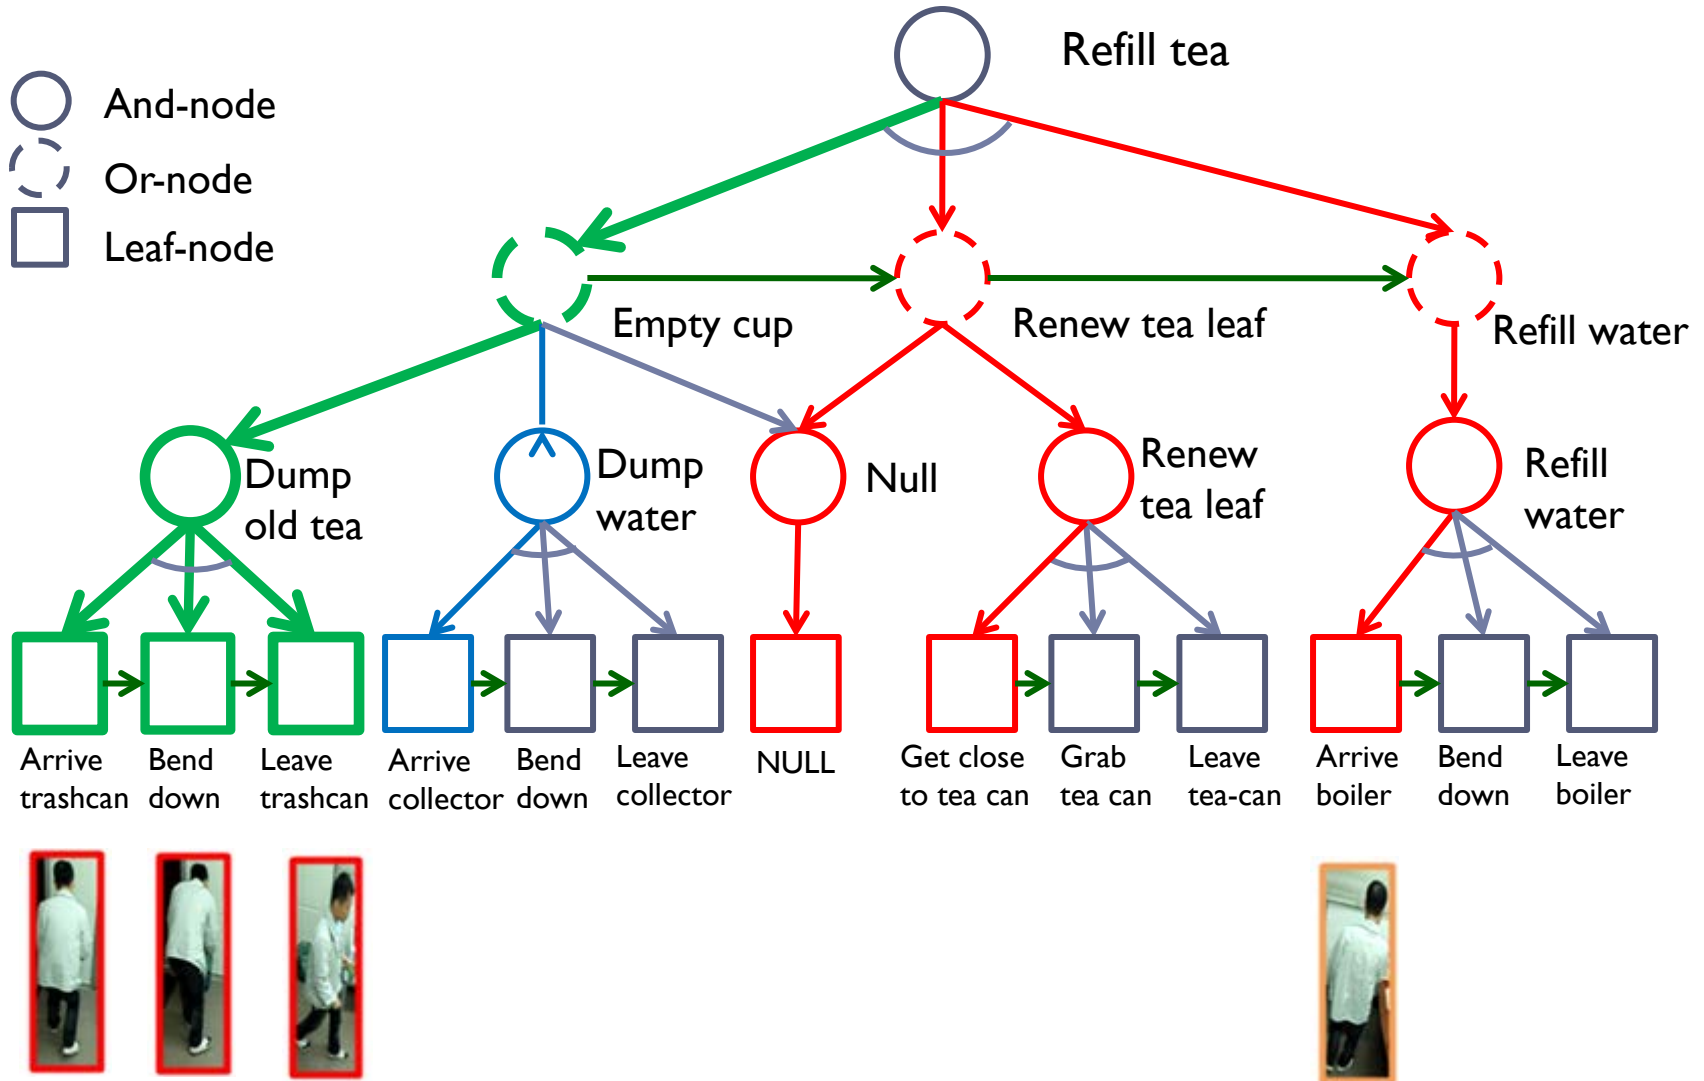 Refill tea
And-node
Or-node
Leaf-node
Empty cup
Renew tea leaf
Refill water
Dump
old tea
Dump
water
Null
Renew
tea leaf
Refill
water
Arrive
trashcan
Bend
down
Leave
trashcan
Arrive
collector
Bend
down
Leave
collector
NULL
Get close
to tea can
Grab
tea can
Leave
tea-can
Arrive
boiler
Bend
down
Leave
boiler